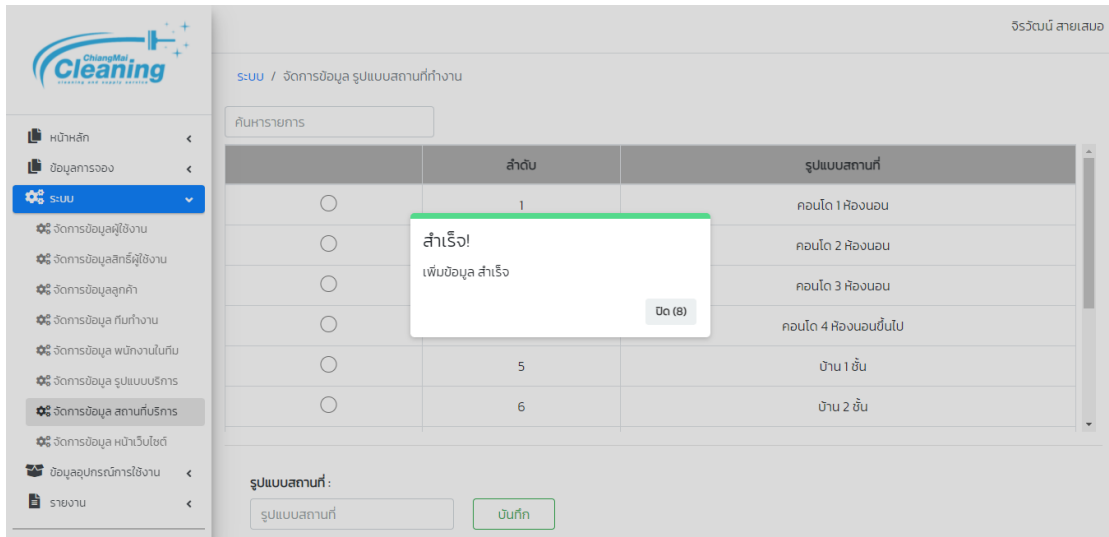 ChiangMai
Cleaning
cleaning and supply service
จิรวัฒน์ สายเสมอ
ระบบ / จัดการข้อมูล รูปแบบสถานที่ทำงาน
ค้นหารายการ
หน้าหลัก
ข้อมูลการจอง
ระบบ
จัดการข้อมูลผู้ใช้งาน
จัดการข้อมูลสิทธิ์ผู้ใช้งาน
จัดการข้อมูลลูกค้า
จัดการข้อมูล ทีมทำงาน
จัดการข้อมูล พนักงานในทีม
จัดการข้อมูล รูปแบบบริการ
จัดการข้อมูล สถานที่บริการ
จัดการข้อมูล หน้าเว็บไซต์
ข้อมูลอุปกรณ์การใช้งาน
รายงาน
ลำดับ รูปแบบสถานที่
1 คอนโด 1 ห้องนอน
คอนโด 2 ห้องนอน
คอนโด 3 ห้องนอน
คอนโด 4 ห้องนอนขึ้นไป
5 บ้าน 1 ชั้น
6 บ้าน 2 ชั้น
สำเร็จ!
เพิ่มข้อมูล สำเร็จ
ปิด (8)
รูปแบบสถานที่ :
รูปแบบสถานที่
บันทึก